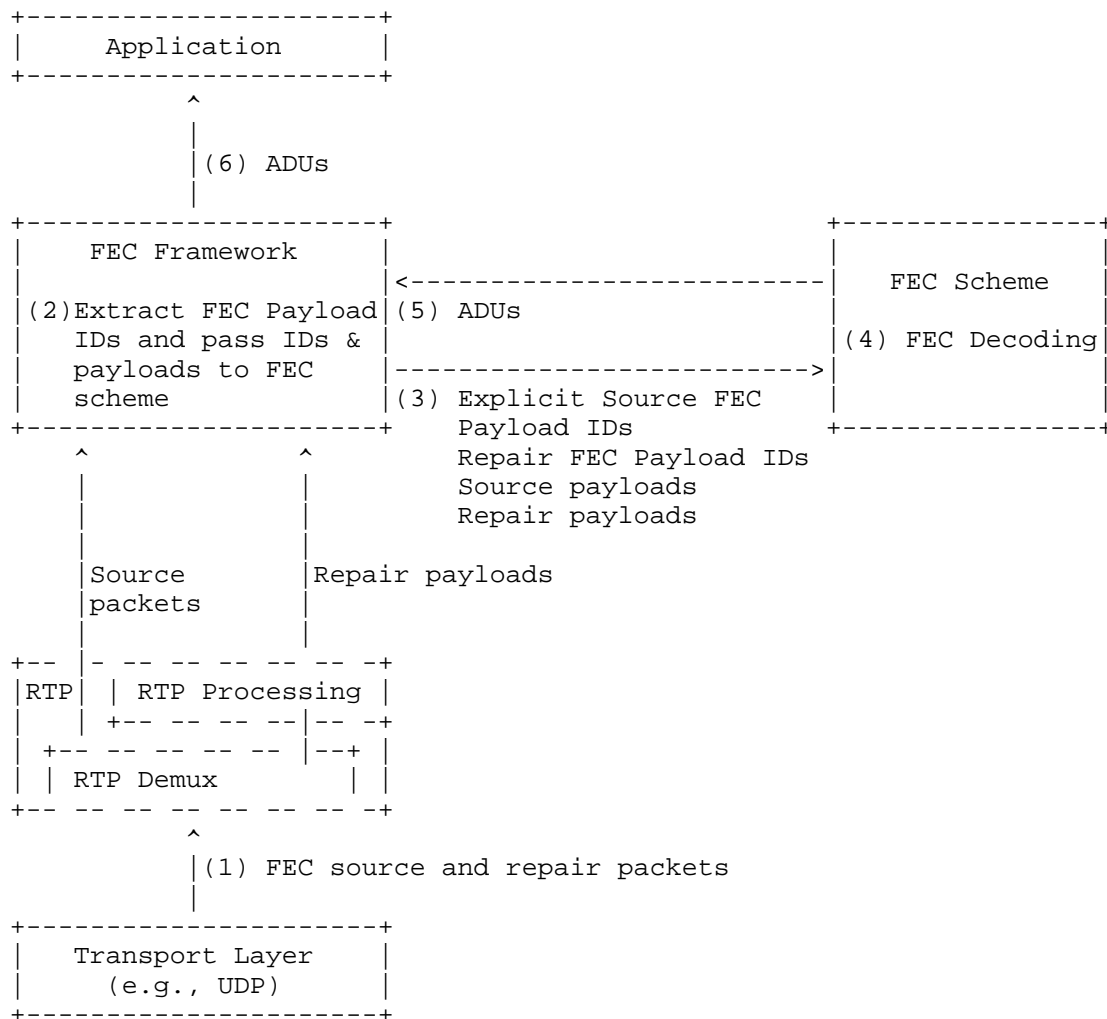 Application
(6) ADUs
FEC Framework
FEC Scheme
(2)Extract FEC Payload
(5) ADUs
IDs and pass IDs &
(4) FEC Decoding
payloads to FEC
scheme
(3) Explicit Source FEC
Payload IDs
Repair FEC Payload IDs
Source payloads
Repair payloads
Source
Repair payloads
packets
RTP
RTP Processing
RTP Demux
(1) FEC source and repair packets
Transport Layer
(e.g., UDP)